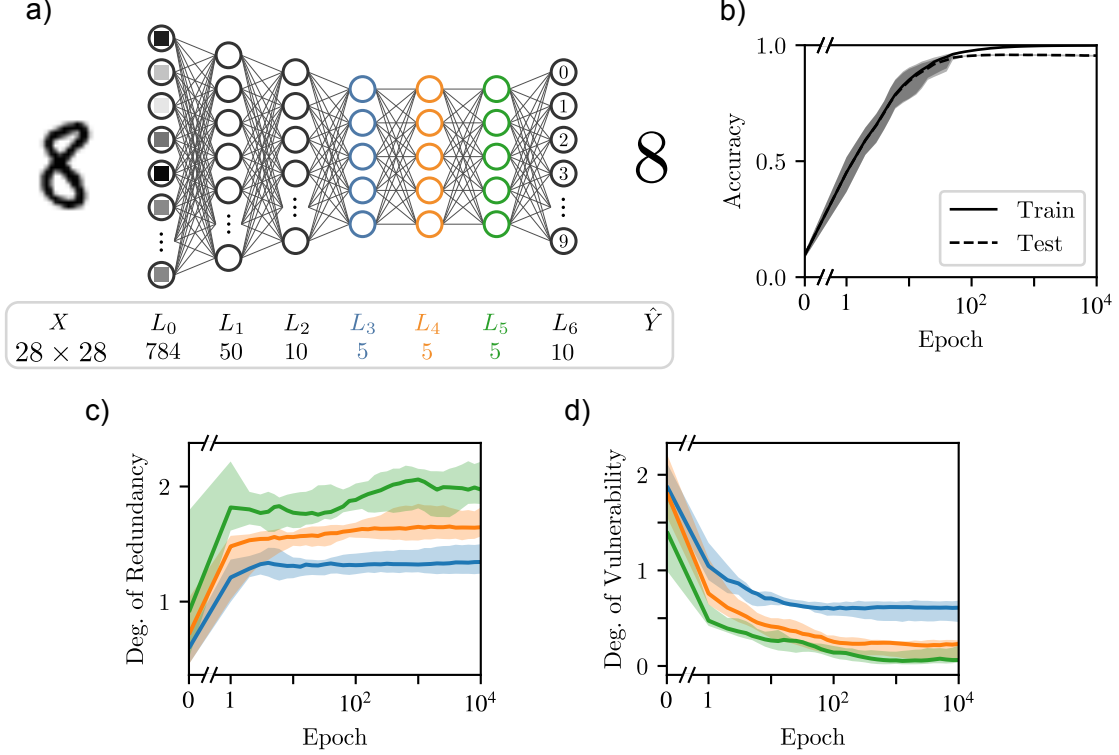 a)
8
0
1
2
3
9
8
X L₀ L₁ L₂ L₃ L₄ L₅ L₆ Ŷ
28 × 28 784 50 10 5 5 5 10
b)
Accuracy
1.0
0.5
0.0
Train
Test
0 1 10² 10⁴
Epoch
c)
Deg. of Redundancy
2
1
0 1 10² 10⁴
Epoch
d)
Deg. of Vulnerability
2
1
0
0 1 10² 10⁴
Epoch